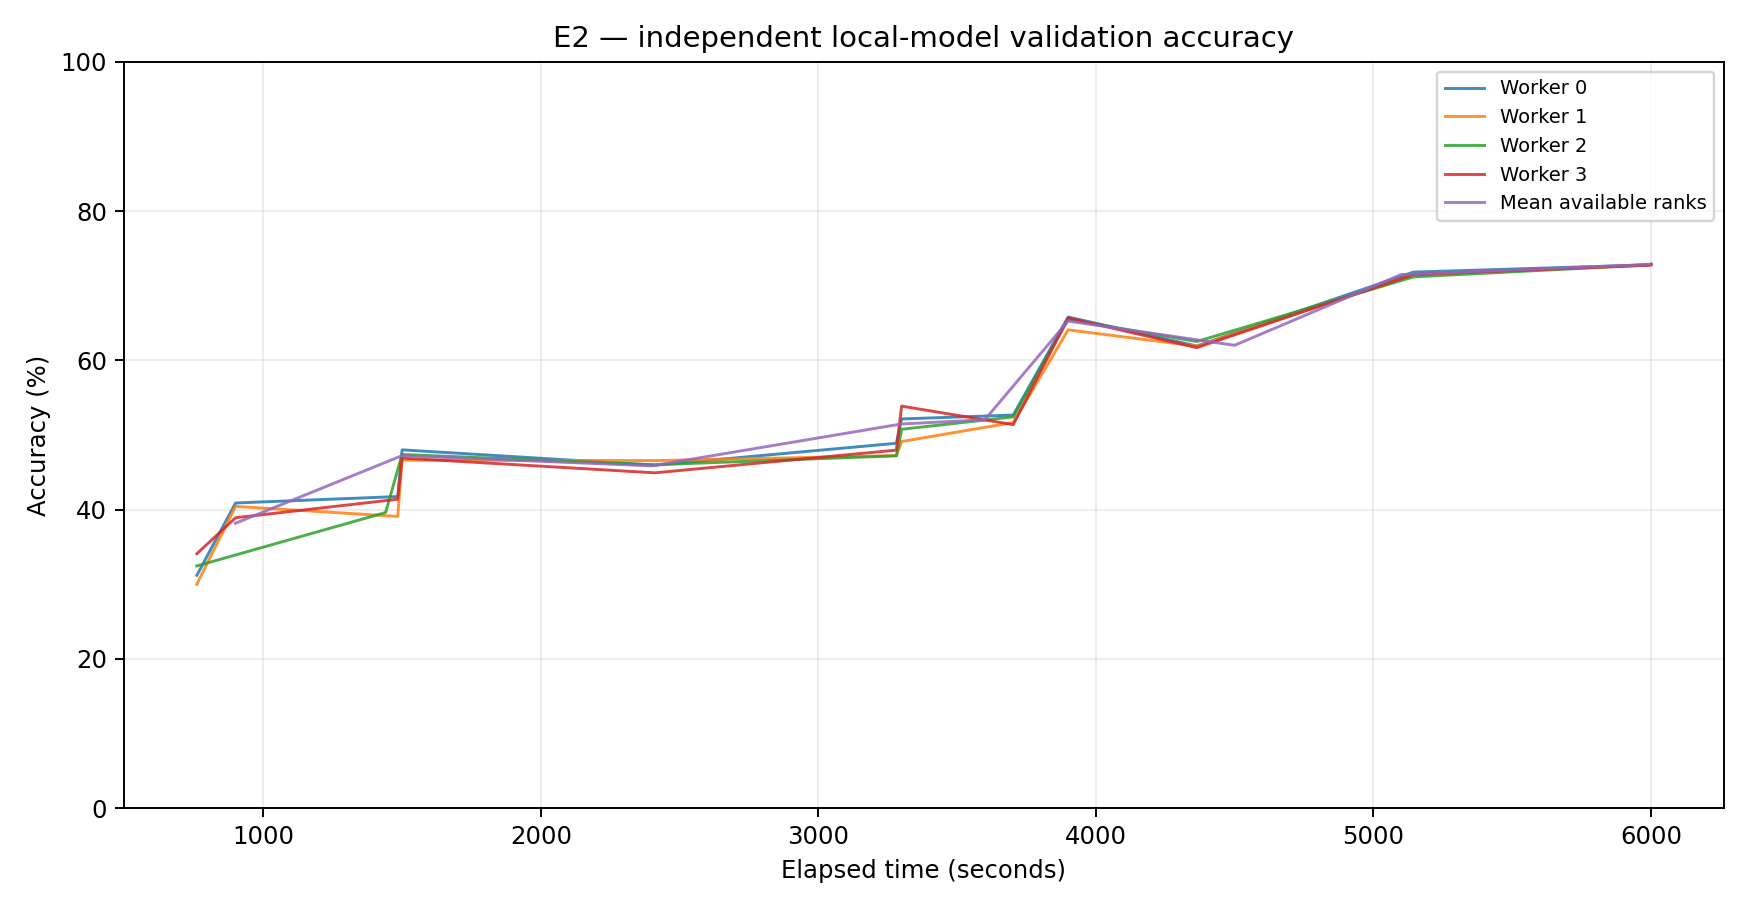 E2 — independent local-model validation accuracy
100
80
60
40
20
0
Accuracy (%)
1000 2000 3000 4000 5000 6000
Elapsed time (seconds)
Worker 0
Worker 1
Worker 2
Worker 3
Mean available ranks